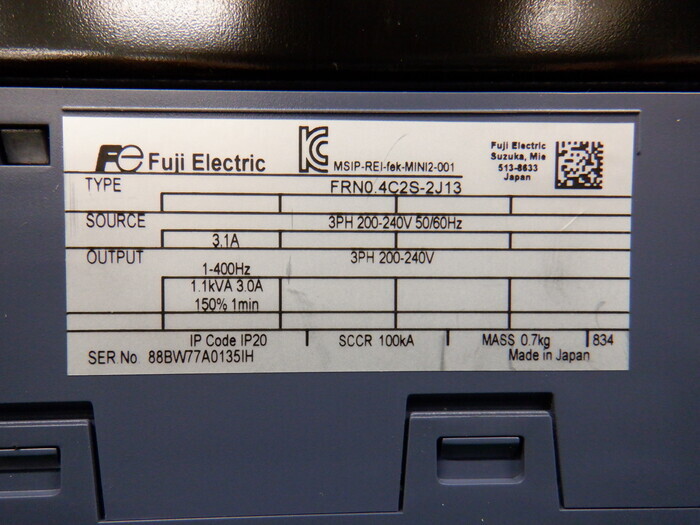 Fe Fuji Electric
KC
MSIP-REI-fek-MINI2-001
Fuji Electric
Suzuka, Mie
513-8633
Japan
TYPE FRN0.4C2S-2J13
SOURCE 3PH 200-240V 50/60Hz
3.1A
OUTPUT 3PH 200-240V
1-400Hz
1.1kVA 3.0A
150% 1min
IP Code IP20 SCCR 100kA MASS 0.7kg 834
SER No 88BW77A0135IH Made in Japan